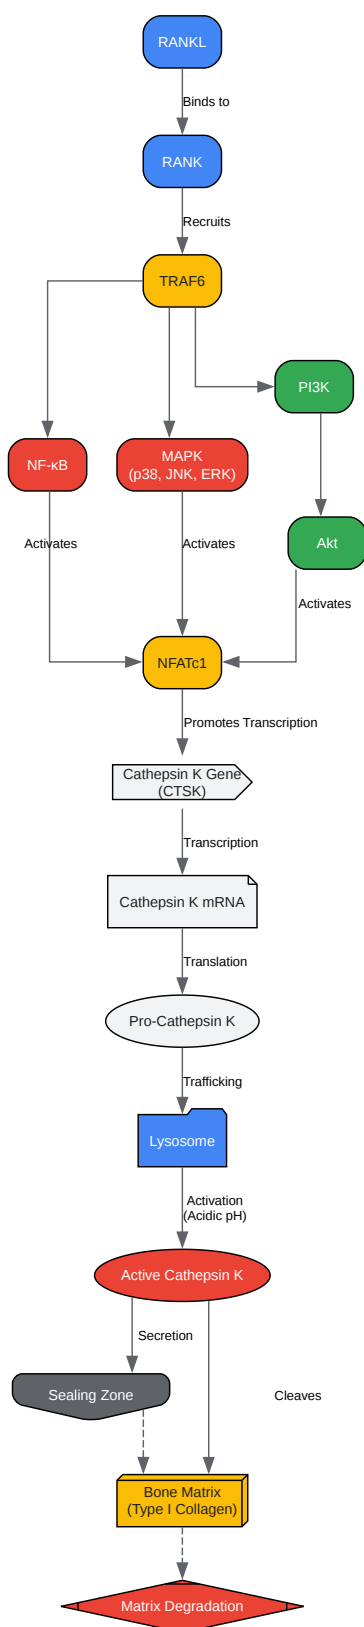 RANKL
Binds to
RANK
Recruits
TRAF6
PI3K
NF-κB
MAPK
(p38, JNK, ERK)
Akt
Activates
Activates
Activates
NFATc1
Promotes Transcription
Cathepsin K Gene
(CTSK)
Transcription
Cathepsin K mRNA
Translation
Pro-Cathepsin K
Trafficking
Lysosome
Activation
(Acidic pH)
Active Cathepsin K
Secretion
Sealing Zone
Cleaves
Bone Matrix
(Type I Collagen)
Matrix Degradation